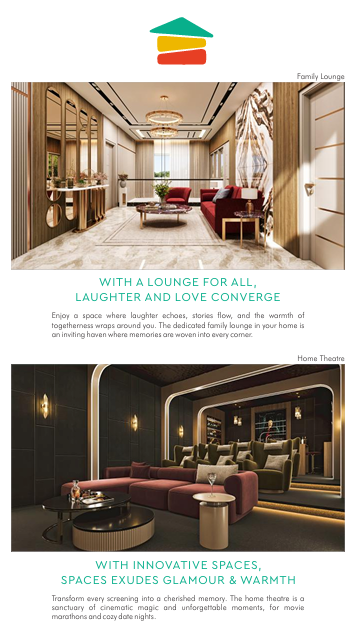 Family Lounge
WITH A LOUNGE FOR ALL,
LAUGHTER AND LOVE CONVERGE
Enjoy a space where laughter echoes, stories flow, and the warmth of
togetherness wraps around you. The dedicated family lounge in your home is
an inviting haven where memories are woven into every corner.
Home Theatre
WITH INNOVATIVE SPACES,
SPACES EXUDES GLAMOUR & WARMTH
Transform every screening into a cherished memory. The home theatre is a
sanctuary of cinematic magic and unforgettable moments, for movie
marathons and cozy date nights.